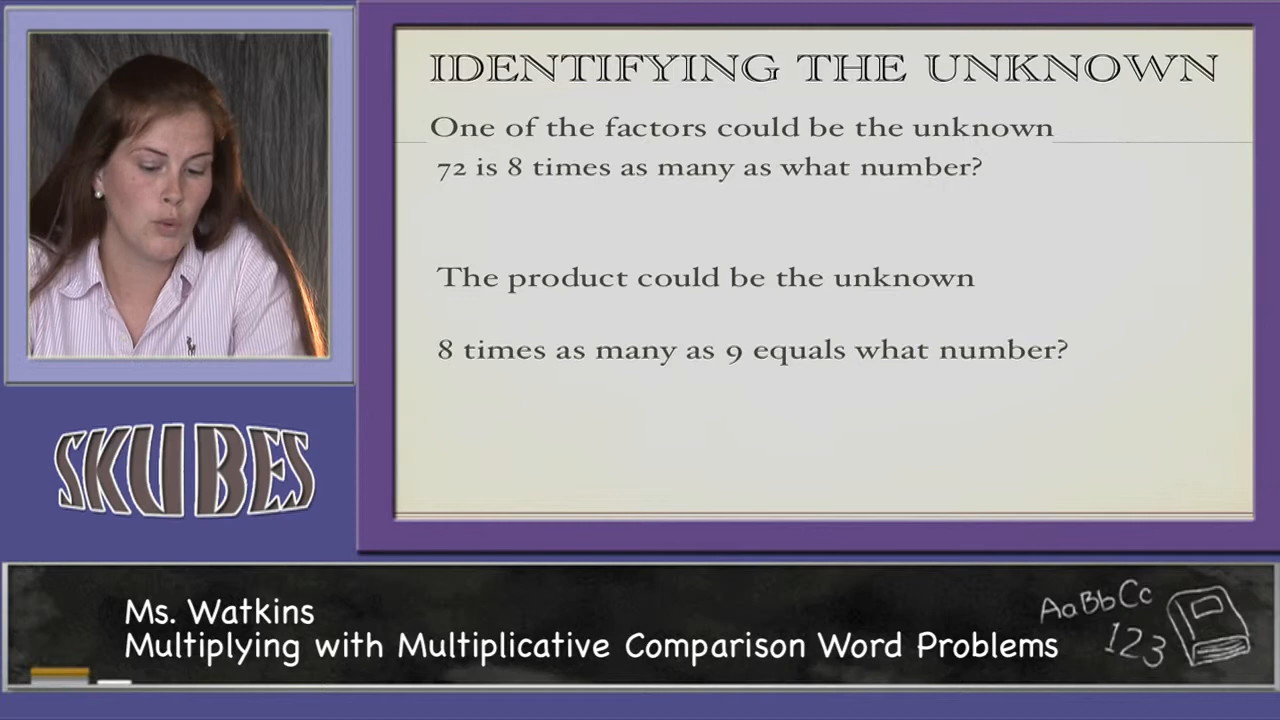 IDENTIFYING THE UNKNOWN
One of the factors could be the unknown
72 is 8 times as many as what number?
The product could be the unknown
8 times as many as 9 equals what number?
SKUBES
Ms. Watkins
Multiplying with Multiplicative Comparison Word Problems
AaBbCc
123